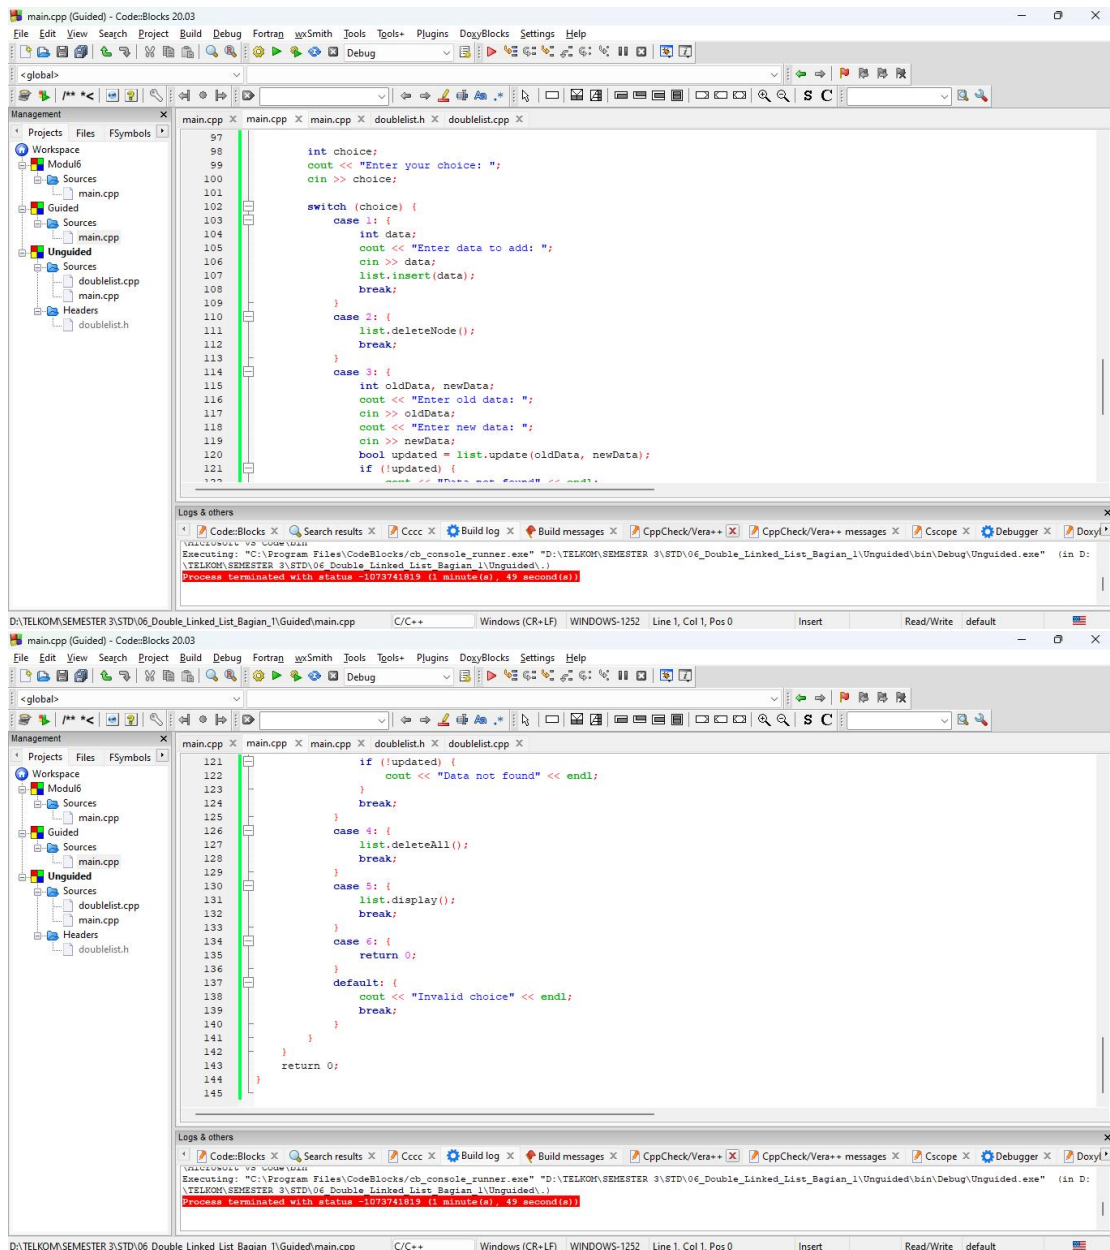 main.cpp (Guided) - Code::Blocks 20.03
File Edit View Search Project Build Debug Fortran wxSmith Tools Tools+ Plugins DoxyBlocks Settings Help
Debug
<global>
/** *<
Aa .*
S C
Management
Projects Files FSymbols
main.cpp X main.cpp X main.cpp X doublelist.h X doublelist.cpp X
Workspace
Modul6
Sources
main.cpp
Guided
Sources
main.cpp
Unguided
Sources
doublelist.cpp
main.cpp
Headers
doublelist.h
97
98 int choice;
99 cout << "Enter your choice: ";
100 cin >> choice;
101
102 switch (choice) {
103 case 1: {
104 int data;
105 cout << "Enter data to add: ";
106 cin >> data;
107 list.insert(data);
108 break;
109 }
110 case 2: {
111 list.deleteNode();
112 break;
113 }
114 case 3: {
115 int oldData, newData;
116 cout << "Enter old data: ";
117 cin >> oldData;
118 cout << "Enter new data: ";
119 cin >> newData;
120 bool updated = list.update(oldData, newData);
121 if (!updated) {
122 cout << "Data not found" << endl;
Logs & others
Code::Blocks X Search results X Cccc X Build log X Build messages X CppCheck/Vera++ X CppCheck/Vera++ messages X Cscope X Debugger X Doxyl
\Microsoft VS Code\bin
Executing: "C:\Program Files\CodeBlocks/cb_console_runner.exe" "D:\TELKOM\SEMESTER 3\STD\06_Double_Linked_List_Bagian_1\Unguided\bin\Debug\Unguided.exe" (in D:
\TELKOM\SEMESTER 3\STD\06_Double_Linked_List_Bagian_1\Unguided\.)
Process terminated with status -1073741819 (1 minute(s), 49 second(s))
D:\TELKOM\SEMESTER 3\STD\06_Double_Linked_List_Bagian_1\Guided\main.cpp C/C++ Windows (CR+LF) WINDOWS-1252 Line 1, Col 1, Pos 0 Insert Read/Write default
main.cpp (Guided) - Code::Blocks 20.03
File Edit View Search Project Build Debug Fortran wxSmith Tools Tools+ Plugins DoxyBlocks Settings Help
Debug
<global>
/** *<
Aa .*
S C
Management
Projects Files FSymbols
main.cpp X main.cpp X main.cpp X doublelist.h X doublelist.cpp X
Workspace
Modul6
Sources
main.cpp
Guided
Sources
main.cpp
Unguided
Sources
doublelist.cpp
main.cpp
Headers
doublelist.h
121 if (!updated) {
122 cout << "Data not found" << endl;
123 }
124 break;
125 }
126 case 4: {
127 list.deleteAll();
128 break;
129 }
130 case 5: {
131 list.display();
132 break;
133 }
134 case 6: {
135 return 0;
136 }
137 default: {
138 cout << "Invalid choice" << endl;
139 break;
140 }
141 }
142 }
143 return 0;
144 }
145
Logs & others
Code::Blocks X Search results X Cccc X Build log X Build messages X CppCheck/Vera++ X CppCheck/Vera++ messages X Cscope X Debugger X Doxyl
\Microsoft VS Code\bin
Executing: "C:\Program Files\CodeBlocks/cb_console_runner.exe" "D:\TELKOM\SEMESTER 3\STD\06_Double_Linked_List_Bagian_1\Unguided\bin\Debug\Unguided.exe" (in D:
\TELKOM\SEMESTER 3\STD\06_Double_Linked_List_Bagian_1\Unguided\.)
Process terminated with status -1073741819 (1 minute(s), 49 second(s))
D:\TELKOM\SEMESTER 3\STD\06_Double_Linked_List_Bagian_1\Guided\main.cpp C/C++ Windows (CR+LF) WINDOWS-1252 Line 1, Col 1, Pos 0 Insert Read/Write default